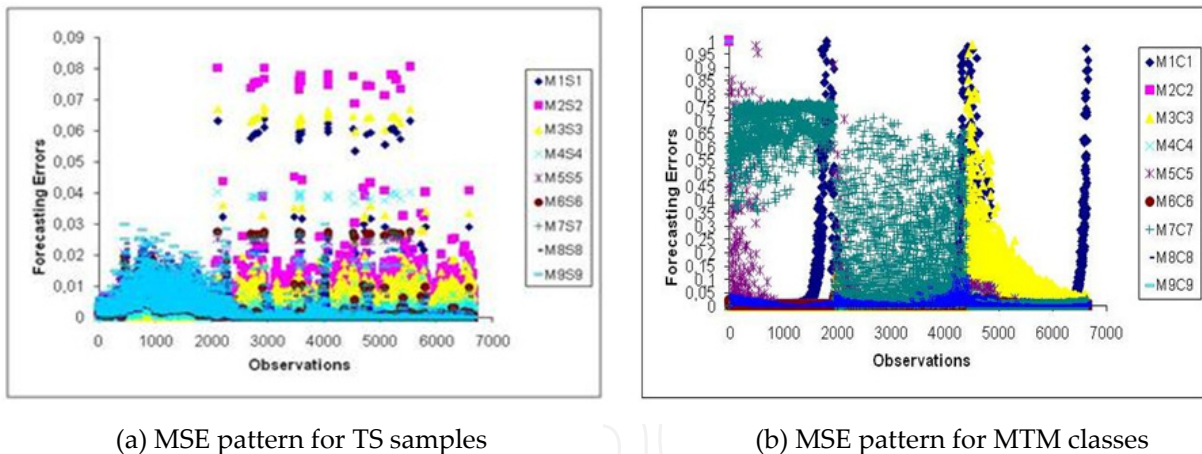 0,09
0,08
0,07
0,06
0,05
0,04
0,03
0,02
0,01
0
Forecasting Errors
0 1000 2000 3000 4000 5000 6000 7000
Observations
M1S1
M2S2
M3S3
M4S4
M5S5
M6S6
M7S7
M8S8
M9S9
(a) MSE pattern for TS samples
1
0,95
0,9
0,85
0,8
0,75
0,7
0,65
0,6
0,55
0,5
0,45
0,4
0,35
0,3
0,25
0,2
0,15
0,1
0,05
0
Forecasting Errors
0 1000 2000 3000 4000 5000 6000 7000
Observations
M1C1
M2C2
M3C3
M4C4
M5C5
M6C6
M7C7
M8C8
M9C9
(b) MSE pattern for MTM classes